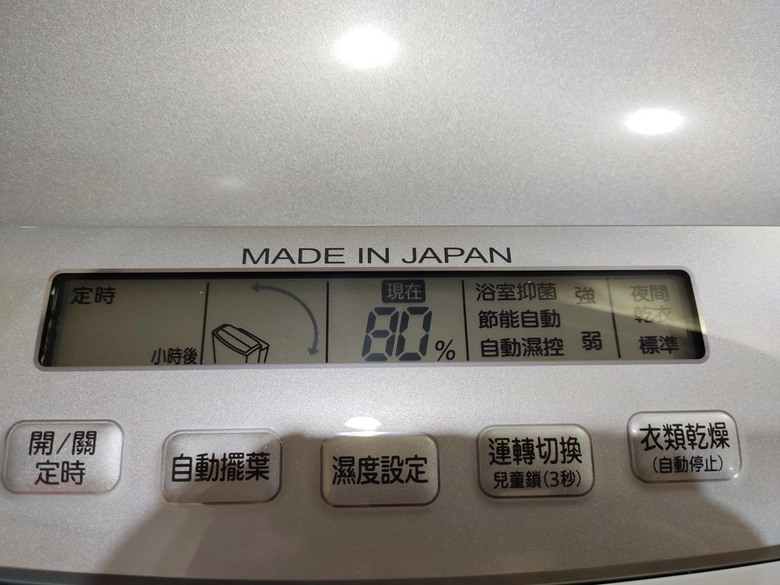 MADE IN JAPAN
定時
小時後
現在
80%
浴室抑菌 強
節能自動
自動濕控 弱
夜間
乾衣
標準
開/關
定時
自動擺葉
濕度設定
運轉切換
兒童鎖(3秒)
衣類乾燥
(自動停止)